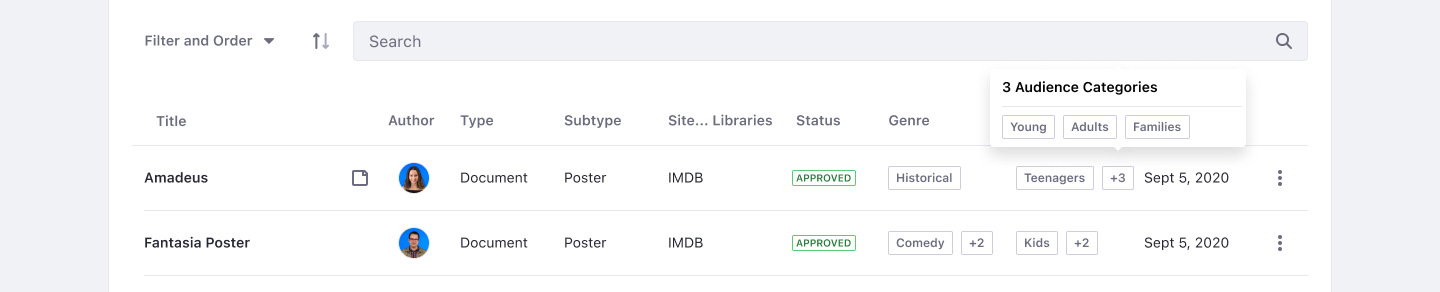 Filter and Order
Search
3 Audience Categories
Young Adults Families
Title Author Type Subtype Site... Libraries Status Genre
Amadeus Document Poster IMDB APPROVED Historical Teenagers +3 Sept 5, 2020
Fantasia Poster Document Poster IMDB APPROVED Comedy +2 Kids +2 Sept 5, 2020